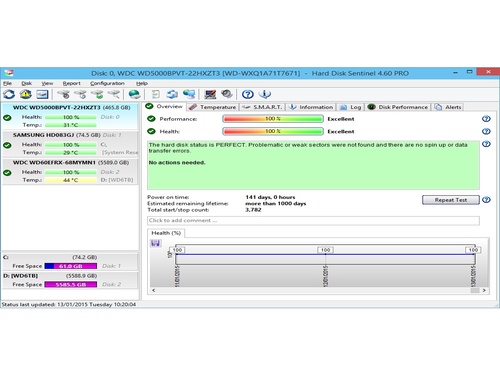 Disk: 0, WDC WD5000BPVT-22HXZT3 [WD-WXQ1A71T7671] - Hard Disk Sentinel 4.60 PRO
File Disk View Report Configuration Help
WDC WD5000BPVT-22HXZT3 (465.8 GB)
Health: 100 % Disk: 0
Temp.: 31 °C
SAMSUNG HD083GJ (74.5 GB) Disk: 1
Health: 100 % C:,
Temp.: 29 °C [System Rese
WDC WD60EFRX-68MYMN1 (5589.0 GB)
Health: 100 % Disk: 2
Temp.: 44 °C D: [WD6TB]
C: (74.2 GB)
Free Space 61.0 GB Disk: 1
D: [WD6TB] (5588.9 GB)
Free Space 5585.5 GB Disk: 2
Overview Temperature S.M.A.R.T. Information Log Disk Performance Alerts
Performance: 100 % Excellent
Health: 100 % Excellent
The hard disk status is PERFECT. Problematic or weak sectors were not found and there are no spin up or data
transfer errors.
No actions needed.
Power on time: 141 days, 0 hours
Estimated remaining lifetime: more than 1000 days
Total start/stop count: 3,782
Repeat Test
Click to add comment ...
Health (%)
100 100 100
11/01/2015 12/01/2015 13/01/2015
Status last updated: 13/01/2015 Tuesday 10:20:04